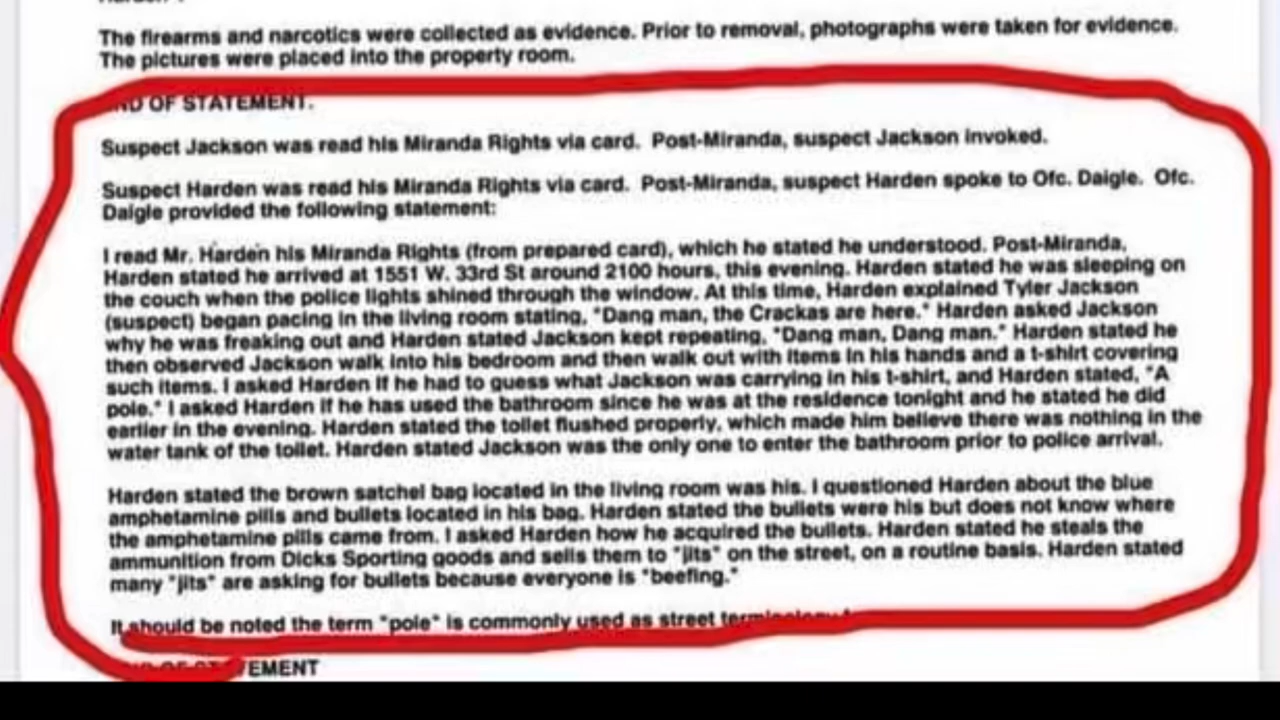 The firearms and narcotics were collected as evidence. Prior to removal, photographs were taken for evidence.
The pictures were placed into the property room.
END OF STATEMENT.
Suspect Jackson was read his Miranda Rights via card. Post-Miranda, suspect Jackson invoked.
Suspect Harden was read his Miranda Rights via card. Post-Miranda, suspect Harden spoke to Ofc. Daigle. Ofc.
Daigle provided the following statement:
I read Mr. Harden his Miranda Rights (from prepared card), which he stated he understood. Post-Miranda,
Harden stated he arrived at 1551 W. 33rd St around 2100 hours, this evening. Harden stated he was sleeping on
the couch when the police lights shined through the window. At this time, Harden explained Tyler Jackson
(suspect) began pacing in the living room stating, "Dang man, the Crackas are here." Harden asked Jackson
why he was freaking out and Harden stated Jackson kept repeating, "Dang man, Dang man." Harden stated he
then observed Jackson walk into his bedroom and then walk out with items in his hands and a t-shirt covering
such items. I asked Harden if he had to guess what Jackson was carrying in his t-shirt, and Harden stated, "A
pole." I asked Harden if he has used the bathroom since he was at the residence tonight and he stated he did
earlier in the evening. Harden stated the toilet flushed properly, which made him believe there was nothing in the
water tank of the toilet. Harden stated Jackson was the only one to enter the bathroom prior to police arrival.
Harden stated the brown satchel bag located in the living room was his. I questioned Harden about the blue
amphetamine pills and bullets located in his bag. Harden stated the bullets were his but does not know where
the amphetamine pills came from. I asked Harden how he acquired the bullets. Harden stated he steals the
ammunition from Dicks Sporting goods and sells them to "jits" on the street, on a routine basis. Harden stated
many "jits" are asking for bullets because everyone is "beefing."
It should be noted the term "pole" is commonly used as street terminology
END OF STATEMENT